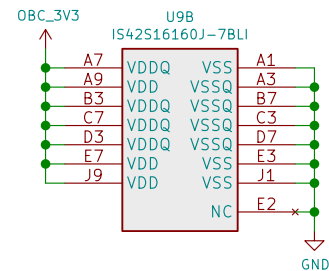 OBC_3V3
U9B
IS42S16160J-7BLI
A7 VDDQ VSS A1
A9 VDD VSSQ A3
B3 VDDQ VSSQ B7
C7 VDDQ VSSQ C3
D3 VDDQ VSSQ D7
E7 VDD VSS E3
J9 VDD VSS J1
NC E2
GND